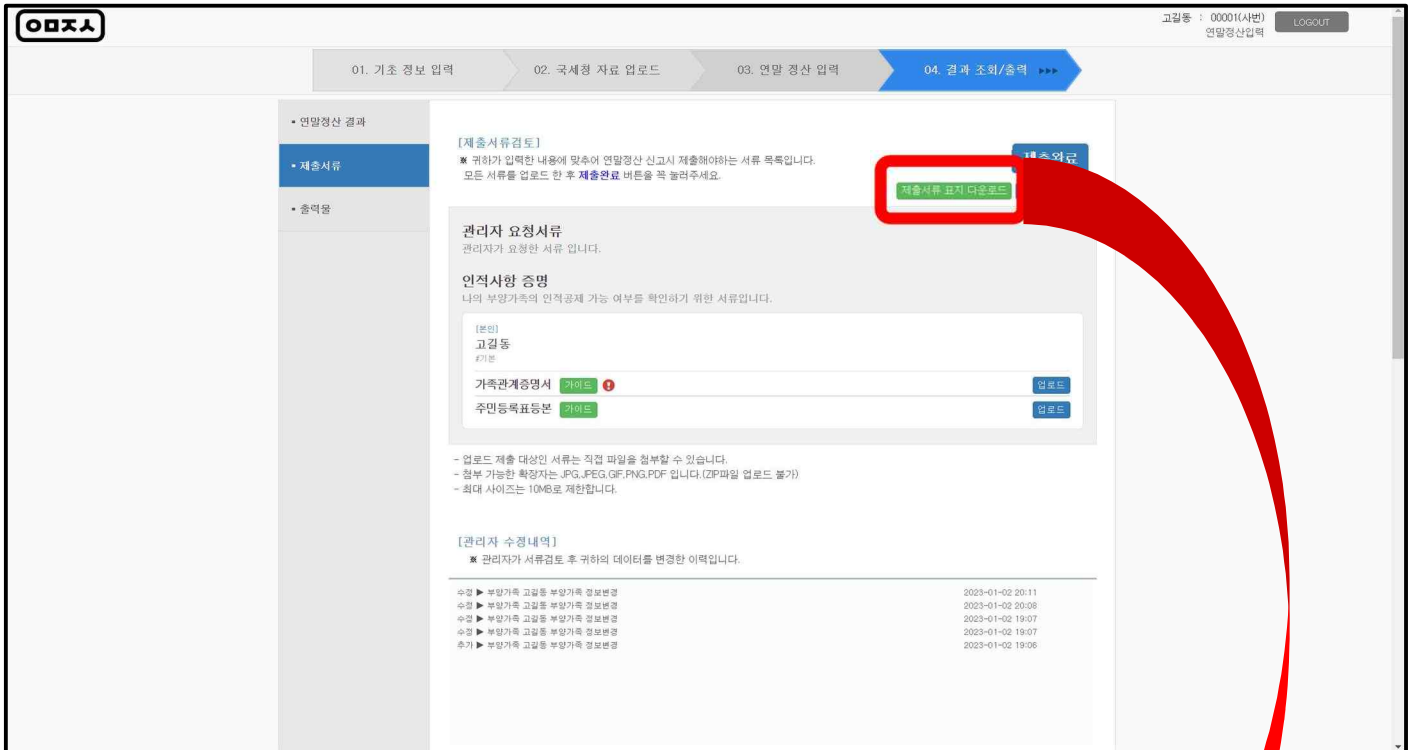 ㅇㅁㅈㅅ
고길동 : 00001(사번)
연말정산입력
LOGOUT
01. 기초 정보 입력
02. 국세청 자료 업로드
03. 연말 정산 입력
04. 결과 조회/출력 ▶▶▶
▪ 연말정산 결과
▪ 제출서류
▪ 출력물
[제출서류검토]
※ 귀하가 입력한 내용에 맞추어 연말정산 신고시 제출해야하는 서류 목록입니다.
모든 서류를 업로드 한 후 제출완료 버튼을 꼭 눌러주세요.
제출완료
제출서류 표지 다운로드
관리자 요청서류
관리자가 요청한 서류 입니다.
인적사항 증명
나의 부양가족의 인적공제 가능 여부를 확인하기 위한 서류입니다.
[본인]
고길동
#기본
가족관계증명서 가이드 업로드
주민등록표등본 가이드 업로드
- 업로드 제출 대상인 서류는 직접 파일을 첨부할 수 있습니다.
- 첨부 가능한 확장자는 JPG,JPEG,GIF,PNG,PDF 입니다.(ZIP파일 업로드 불가)
- 최대 사이즈는 10MB로 제한합니다.
[관리자 수정내역]
※ 관리자가 서류검토 후 귀하의 데이터를 변경한 이력입니다.
수정 ▶ 부양가족 고길동 부양가족 정보변경 2023-01-02 20:11
수정 ▶ 부양가족 고길동 부양가족 정보변경 2023-01-02 20:08
수정 ▶ 부양가족 고길동 부양가족 정보변경 2023-01-02 19:07
수정 ▶ 부양가족 고길동 부양가족 정보변경 2023-01-02 19:07
추가 ▶ 부양가족 고길동 부양가족 정보변경 2023-01-02 19:06